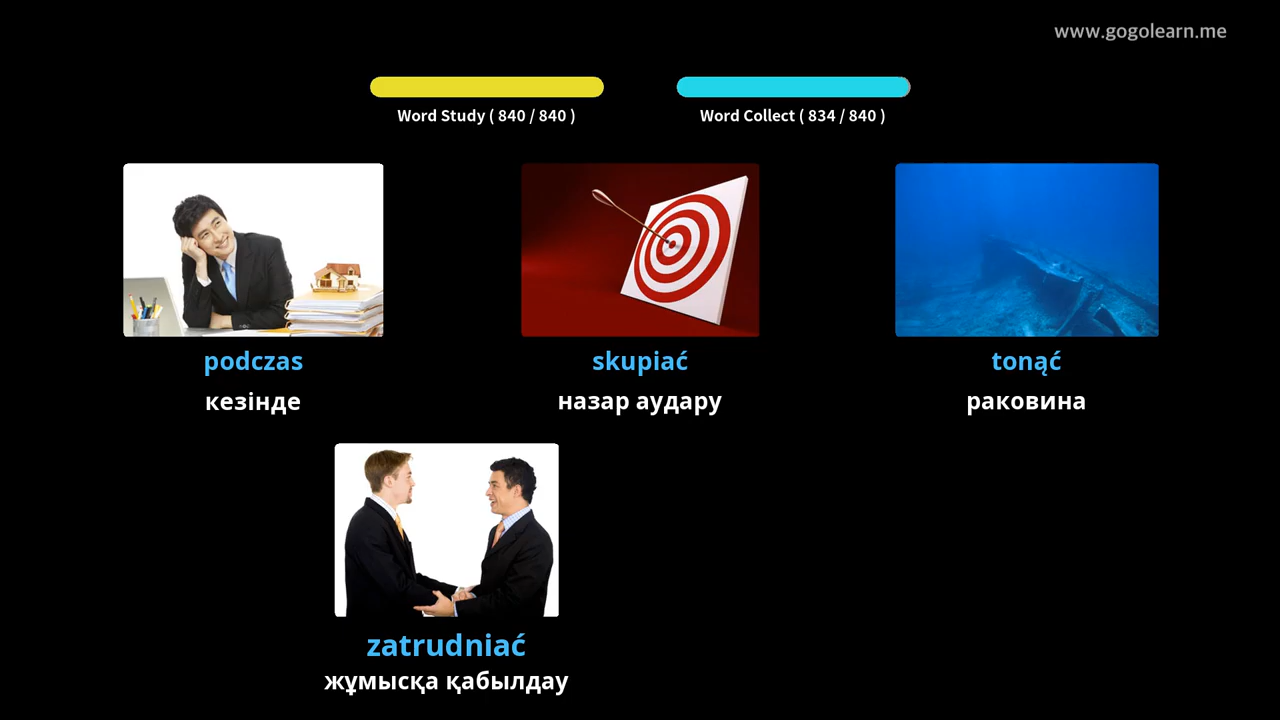 www.gogolearn.me
Word Study ( 840 / 840 )
Word Collect ( 834 / 840 )
podczas
skupiać
tonąć
кезінде
назар аудару
раковина
zatrudniać
жұмысқа қабылдау